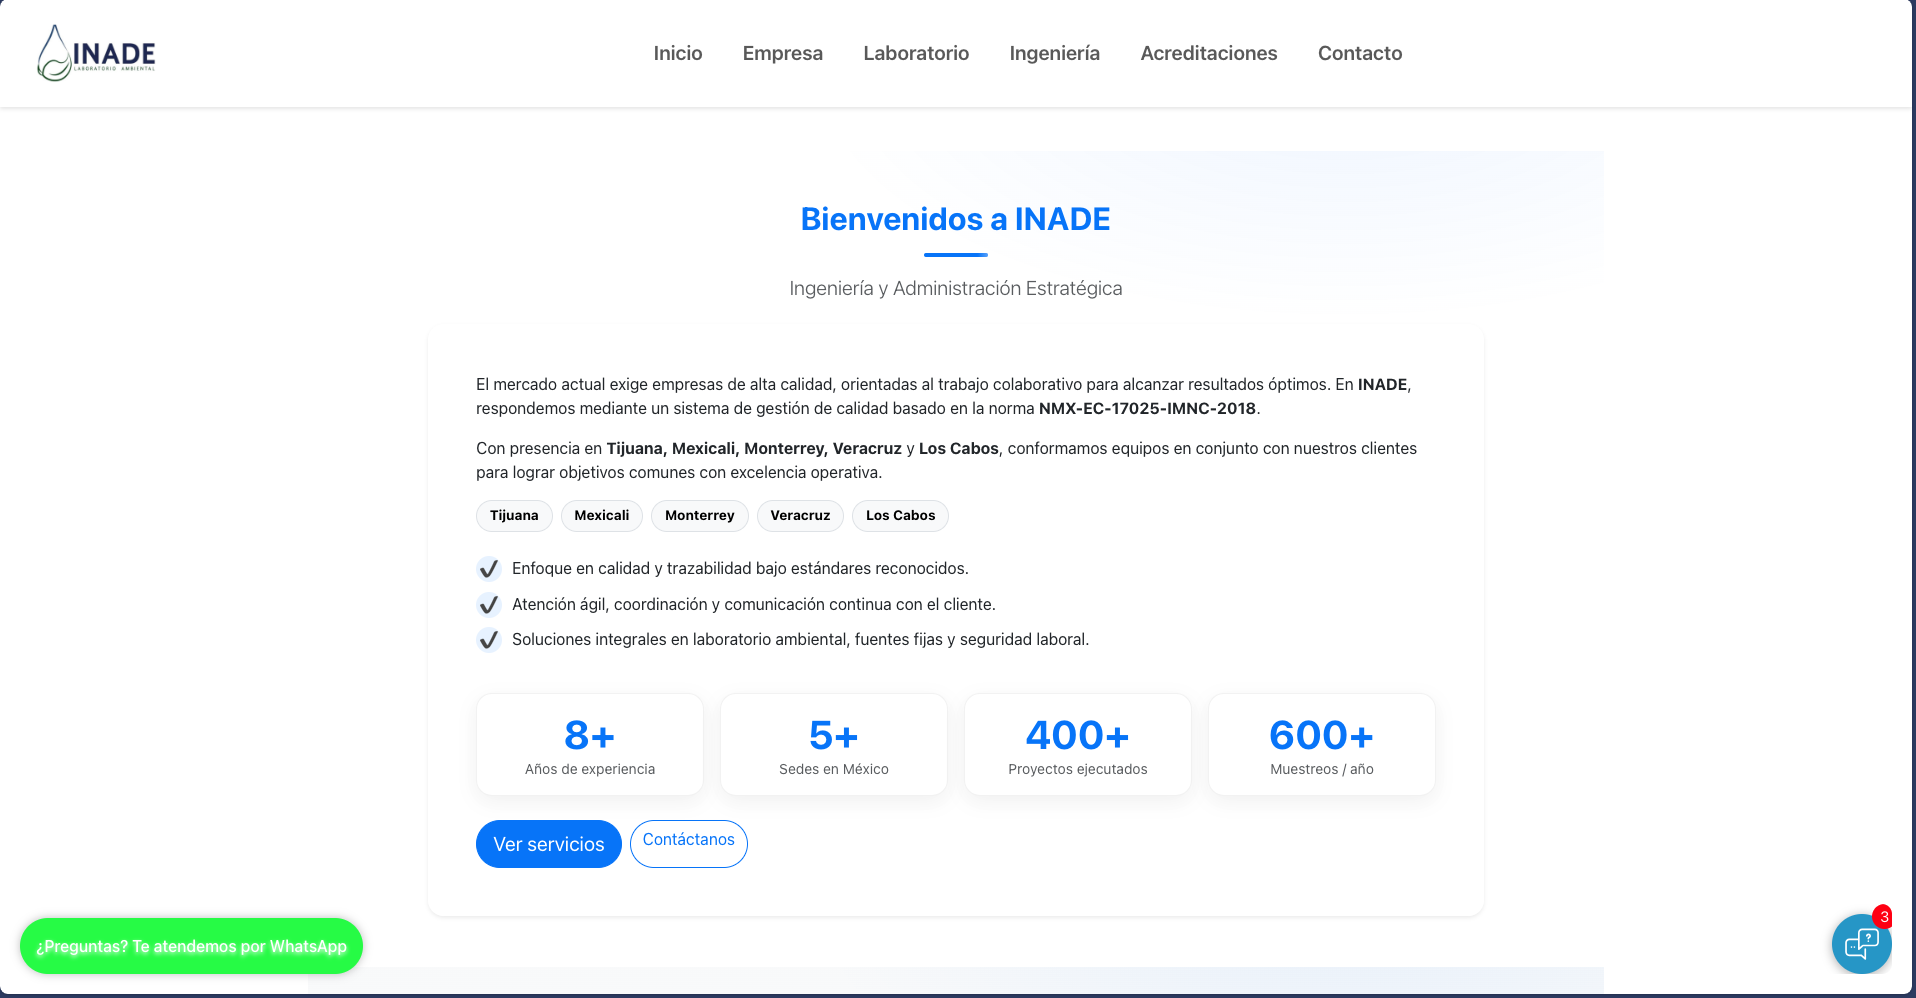 INADE
LABORATORIO AMBIENTAL
Inicio
Empresa
Laboratorio
Ingeniería
Acreditaciones
Contacto
Bienvenidos a INADE
Ingeniería y Administración Estratégica
El mercado actual exige empresas de alta calidad, orientadas al trabajo colaborativo para alcanzar resultados óptimos. En INADE,
respondemos mediante un sistema de gestión de calidad basado en la norma NMX-EC-17025-IMNC-2018.
Con presencia en Tijuana, Mexicali, Monterrey, Veracruz y Los Cabos, conformamos equipos en conjunto con nuestros clientes
para lograr objetivos comunes con excelencia operativa.
Tijuana
Mexicali
Monterrey
Veracruz
Los Cabos
Enfoque en calidad y trazabilidad bajo estándares reconocidos.
Atención ágil, coordinación y comunicación continua con el cliente.
Soluciones integrales en laboratorio ambiental, fuentes fijas y seguridad laboral.
8+
Años de experiencia
5+
Sedes en México
400+
Proyectos ejecutados
600+
Muestreos / año
Ver servicios
Contáctanos
¿Preguntas? Te atendemos por WhatsApp
3